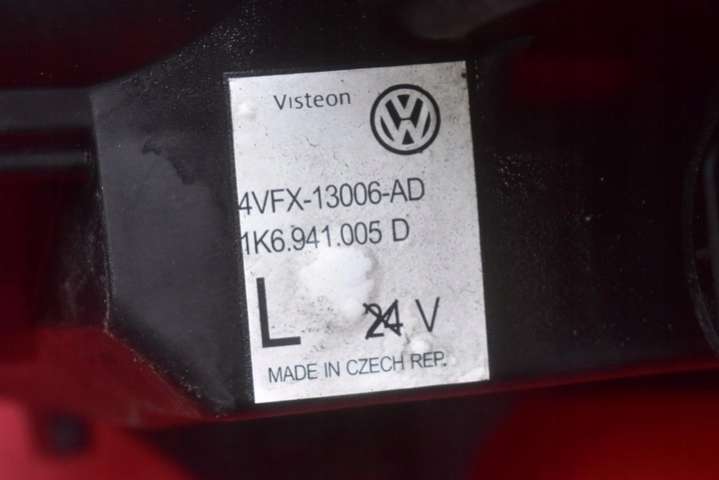 Visteon
4VFX-13006-AD
1K6.941.005 D
L 24 V
MADE IN CZECH REP.